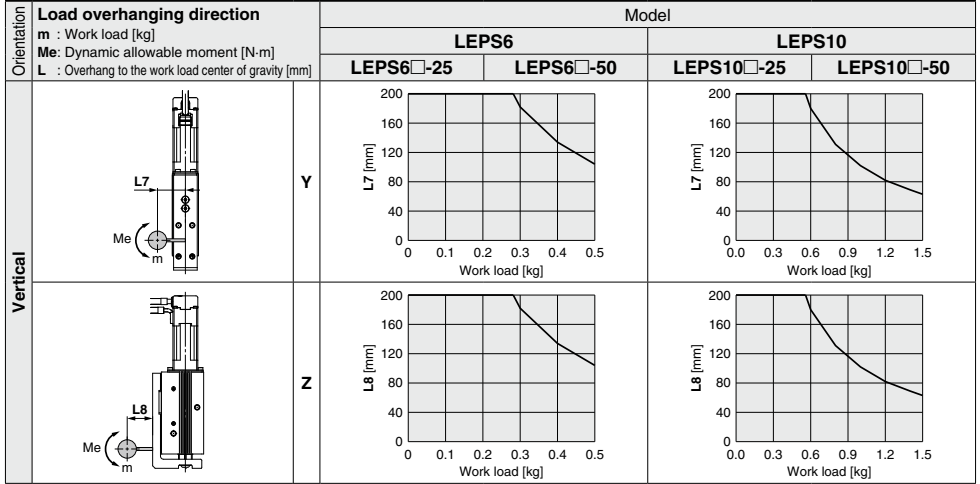 Orientation
Load overhanging direction
m : Work load [kg]
Me: Dynamic allowable moment [N·m]
L : Overhang to the work load center of gravity [mm]
Model
LEPS6
LEPS10
LEPS6□-25
LEPS6□-50
LEPS10□-25
LEPS10□-50
Vertical
L7
Me
m
Y
L7 [mm]
200
160
120
80
40
0
0 0.1 0.2 0.3 0.4 0.5
Work load [kg]
L7 [mm]
200
160
120
80
40
0
0.0 0.3 0.6 0.9 1.2 1.5
Work load [kg]
L8
Me
m
Z
L8 [mm]
200
160
120
80
40
0
0 0.1 0.2 0.3 0.4 0.5
Work load [kg]
L8 [mm]
200
160
120
80
40
0
0.0 0.3 0.6 0.9 1.2 1.5
Work load [kg]